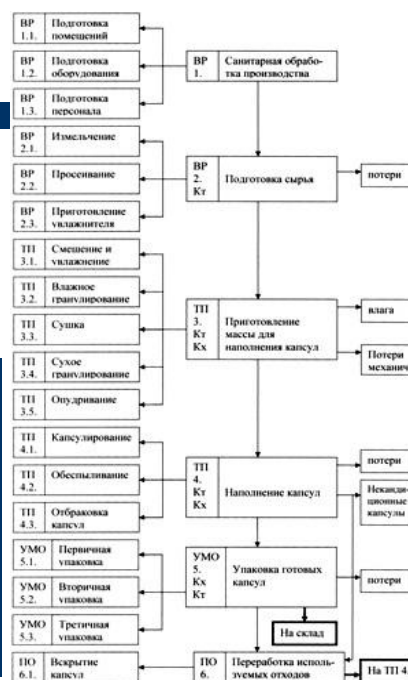 ВР 1.1. Подготовка помещений
ВР 1.2. Подготовка оборудования
ВР 1.3. Подготовка персонала
ВР 1. Санитарная обрабо-
тка производства
ВР 2.1. Измельчение
ВР 2.2. Просеивание
ВР 2.3. Приготовление увлажнителя
ВР 2. Кт Подготовка сырья
потери
ТП 3.1. Смешение и увлажнение
ТП 3.2. Влажное гранулирование
ТП 3.3. Сушка
ТП 3.4. Сухое гранулирование
ТП 3.5. Опудривание
ТП 3. Кт Кх Приготовление
массы для
наполнения капсул
влага
Потери
механич
ТП 4.1. Капсулирование
ТП 4.2. Обеспыливание
ТП 4.3. Отбраковка капсул
ТП 4. Кт Кх Наполнение капсул
потери
Неканди-
ционные
капсулы
УМО 5.1. Первичная упаковка
УМО 5.2. Вторичная упаковка
УМО 5.3. Третичная упаковка
УМО 5. Кх Кт Упаковка готовых
капсул
потери
На склад
ПО 6.1. Вскрытие капсул
ПО 6. Переработка исполь-
зуемых отходов
На ТП 4